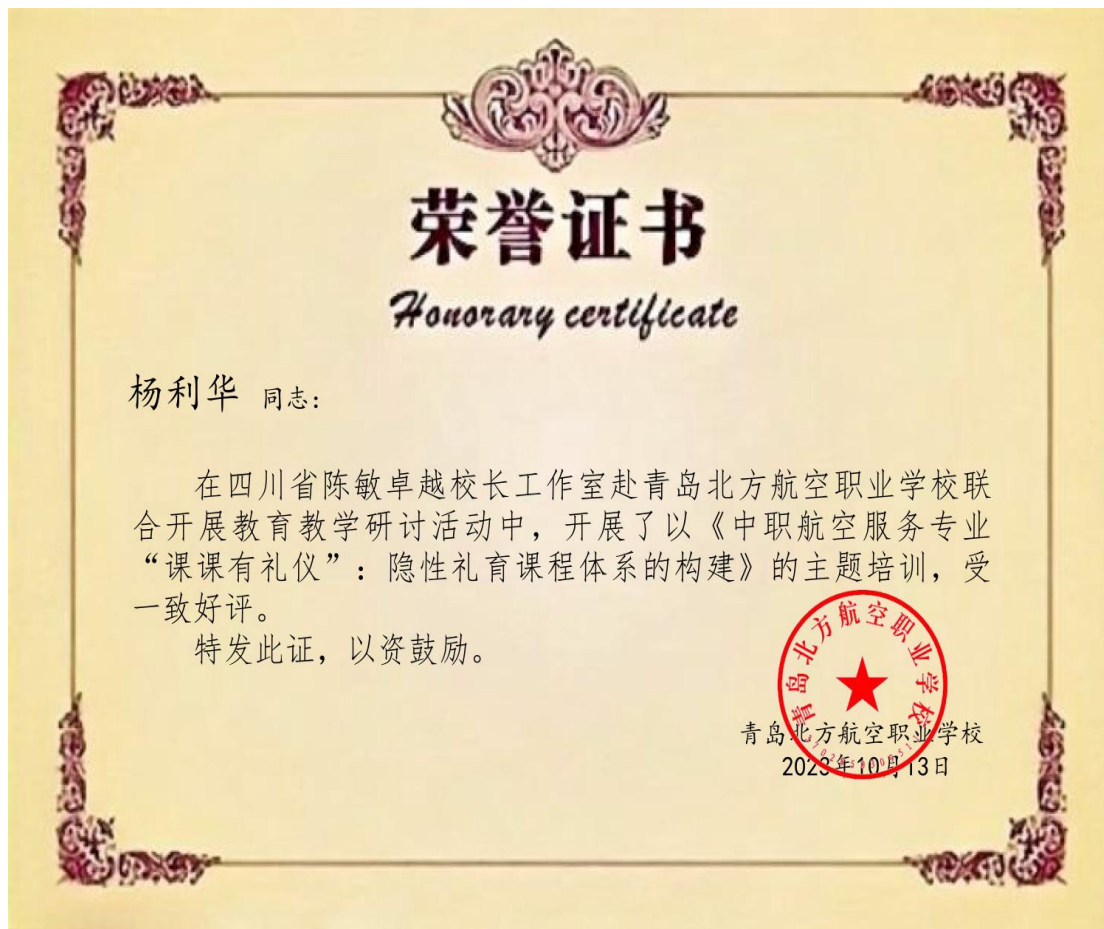 荣誉证书
Honorary certificate
杨利华 同志：
在四川省陈敏卓越校长工作室赴青岛北方航空职业学校联
合开展教育教学研讨活动中，开展了以《中职航空服务专业
“课课有礼仪”：隐性礼育课程体系的构建》的主题培训，受
一致好评。
特发此证，以资鼓励。
青岛北方航空职业学校
青岛北方航空职业学校
2023年10月13日